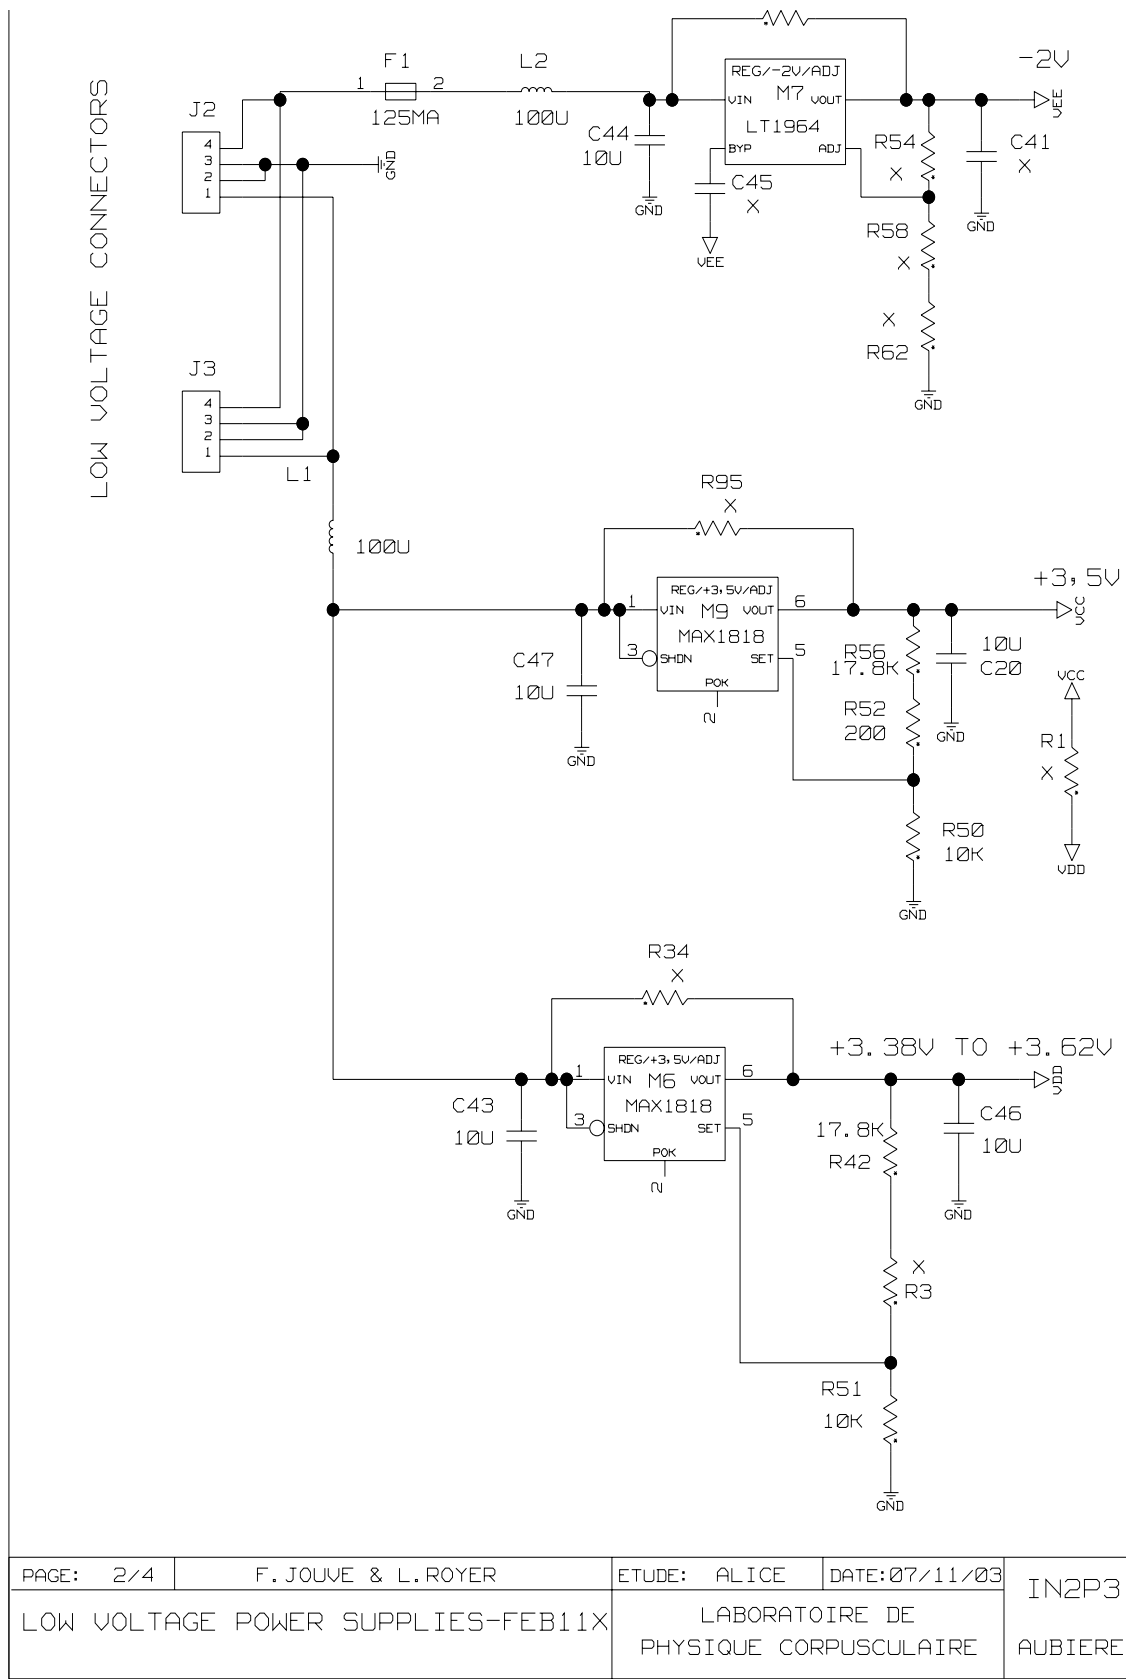 LOW VOLTAGE CONNECTORS
J2
4
3
2
1
GND
F1
1
2
125MA
L2
100U
C44
10U
GND
REG/-2V/ADJ
VIN
M7
VOUT
LT1964
BYP
ADJ
C45
X
VEE
-2V
VEE
R54
X
C41
X
GND
R58
X
X
R62
GND
J3
4
3
2
1
L1
100U
R95
X
REG/+3,5V/ADJ
1
VIN
M9
VOUT
6
MAX1818
3
SHDN
SET
5
POK
2
C47
10U
GND
+3,5V
VCC
R56
17.8K
10U
C20
GND
R52
200
R50
10K
GND
VCC
R1
X
VDD
R34
X
REG/+3,5V/ADJ
1
VIN
M6
VOUT
6
MAX1818
3
SHDN
SET
5
POK
2
C43
10U
GND
+3.38V TO +3.62V
VDD
17.8K
R42
C46
10U
GND
X
R3
R51
10K
GND
PAGE: 2/4
F.JOUVE & L.ROYER
ETUDE: ALICE
DATE:07/11/03
IN2P3
AUBIERE
LOW VOLTAGE POWER SUPPLIES-FEB11X
LABORATOIRE DE
PHYSIQUE CORPUSCULAIRE